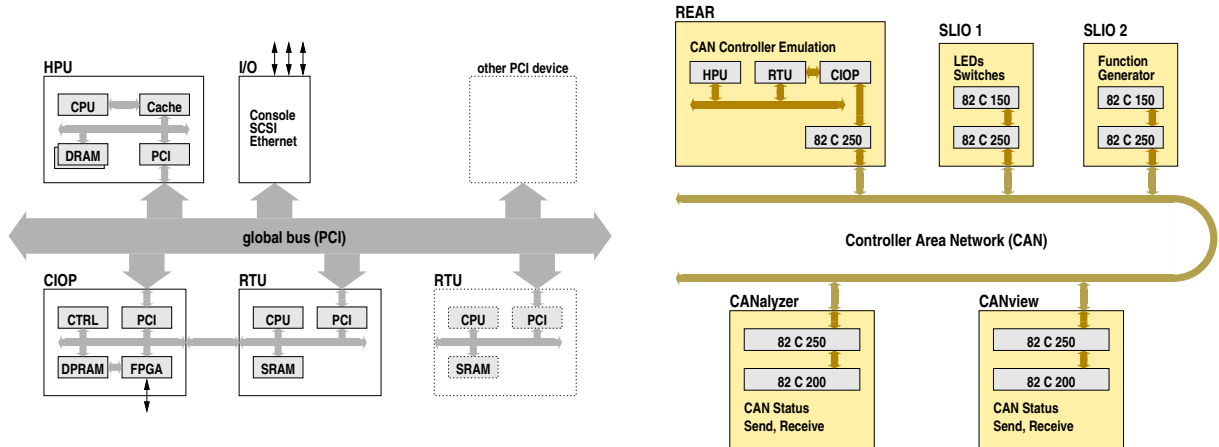 HPU
CPU
Cache
DRAM
PCI
I/O
Console
SCSI
Ethernet
other PCI device
global bus (PCI)
CIOP
CTRL
PCI
DPRAM
FPGA
RTU
CPU
PCI
SRAM
RTU
CPU
PCI
SRAM
REAR
CAN Controller Emulation
HPU
RTU
CIOP
82 C 250
SLIO 1
LEDs
Switches
82 C 150
82 C 250
SLIO 2
Function
Generator
82 C 150
82 C 250
Controller Area Network (CAN)
CANalyzer
82 C 250
82 C 200
CAN Status
Send, Receive
CANview
82 C 250
82 C 200
CAN Status
Send, Receive